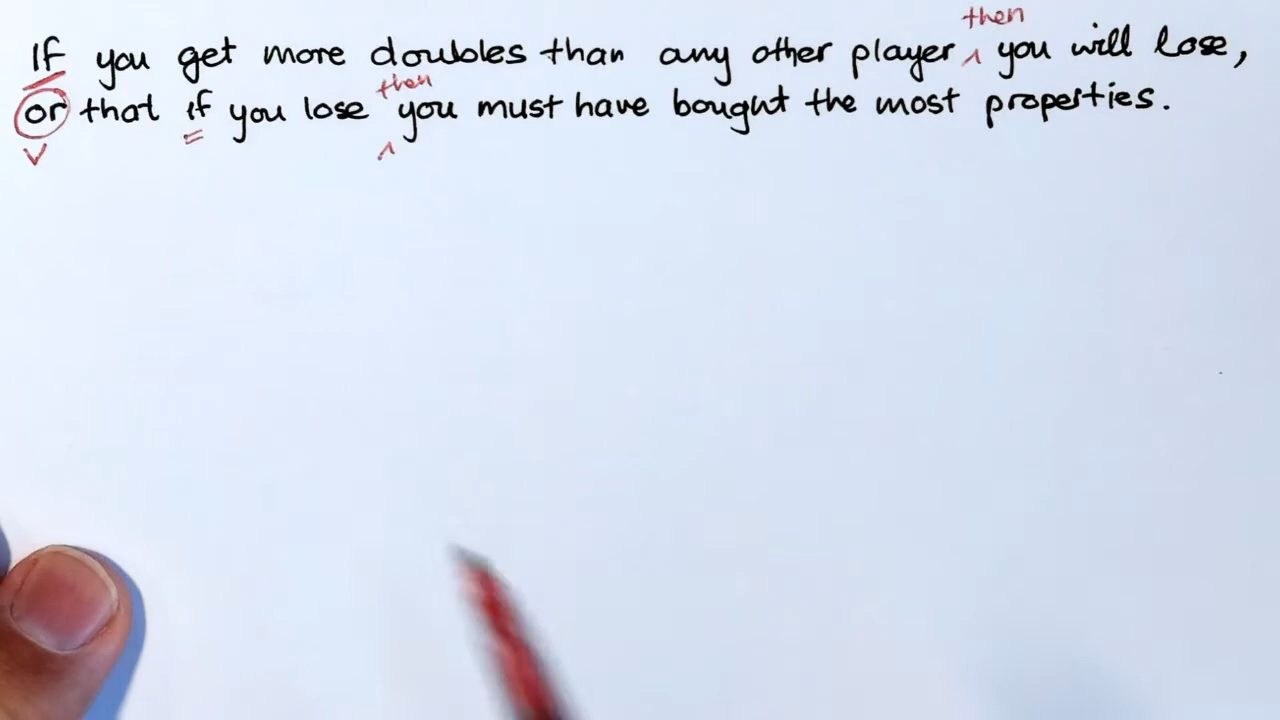 If you get more doubles than any other player then you will lose,
or that if you lose then you must have bought the most properties.